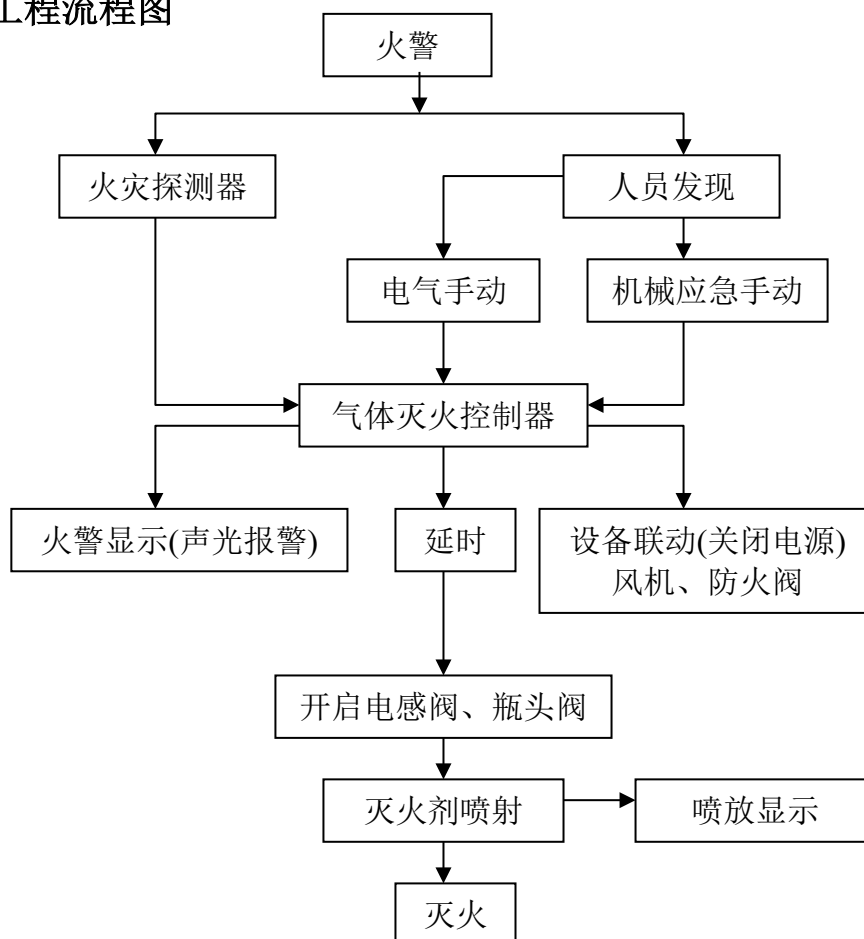 工程流程图
火警
火灾探测器
人员发现
电气手动
机械应急手动
气体灭火控制器
火警显示(声光报警)
延时
设备联动(关闭电源)
风机、防火阀
开启电感阀、瓶头阀
灭火剂喷射
喷放显示
灭火